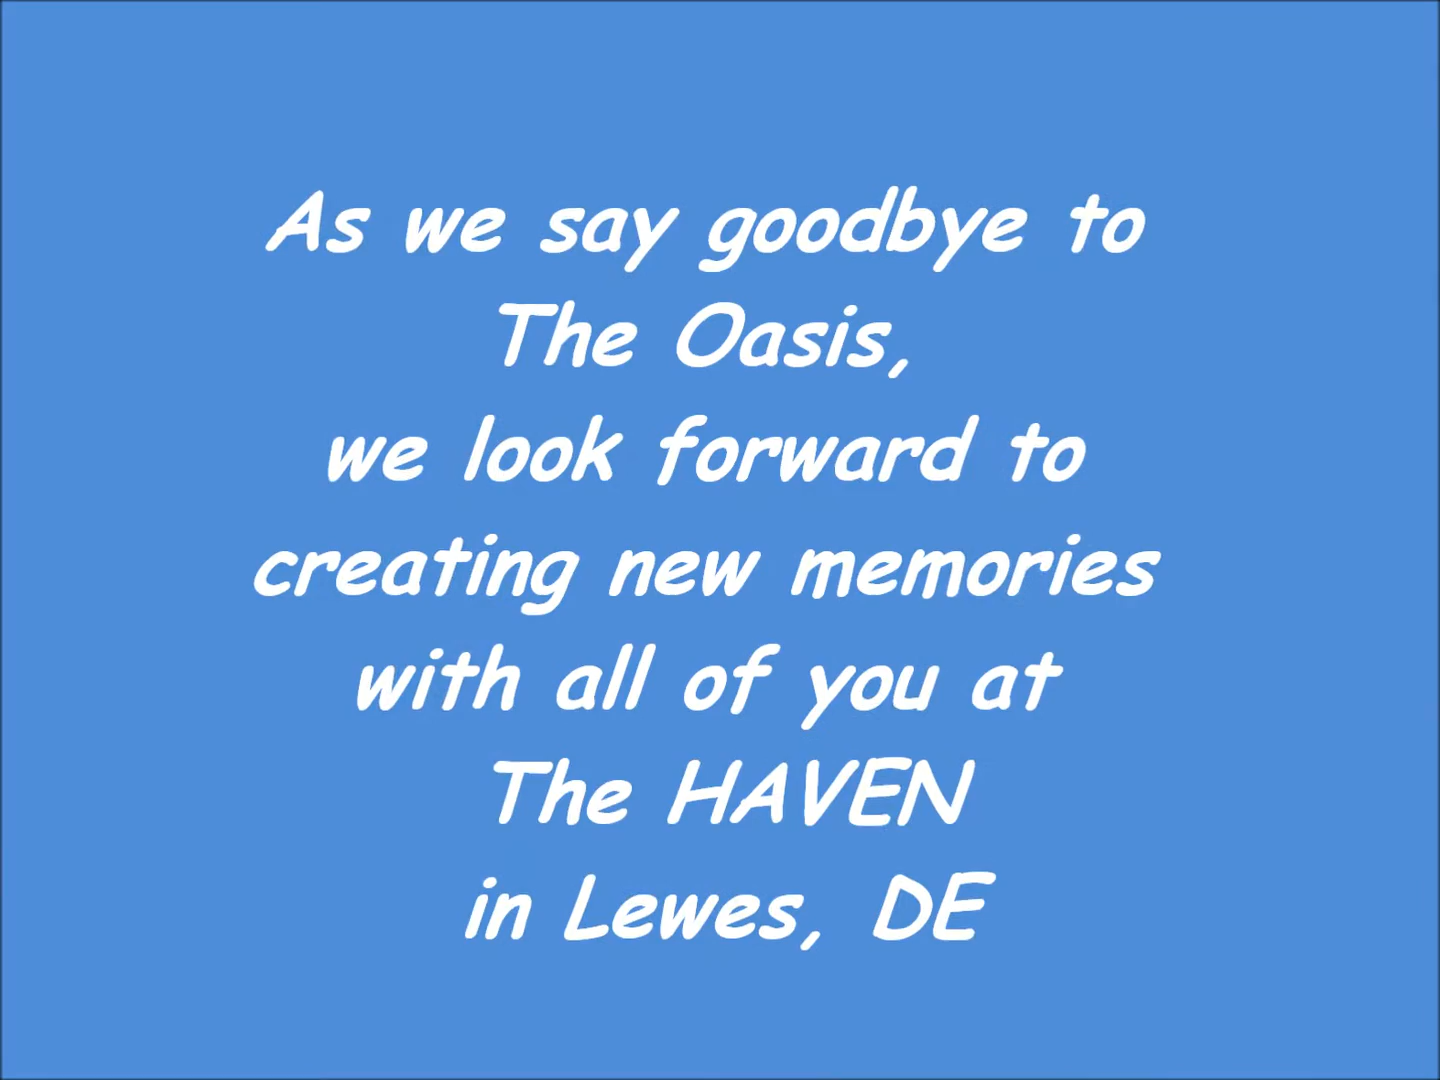 As we say goodbye to
The Oasis,
we look forward to
creating new memories
with all of you at
The HAVEN
in Lewes, DE